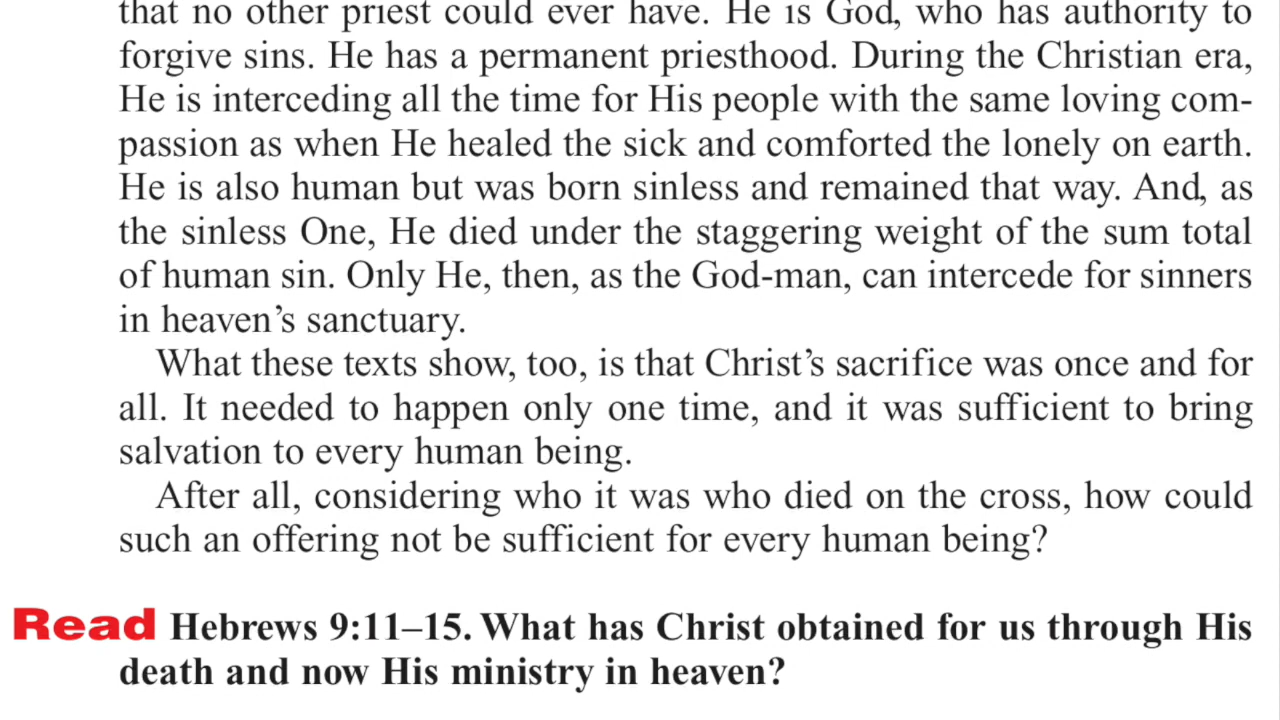 that no other priest could ever have. He is God, who has authority to
forgive sins. He has a permanent priesthood. During the Christian era,
He is interceding all the time for His people with the same loving com-
passion as when He healed the sick and comforted the lonely on earth.
He is also human but was born sinless and remained that way. And, as
the sinless One, He died under the staggering weight of the sum total
of human sin. Only He, then, as the God-man, can intercede for sinners
in heaven’s sanctuary.
What these texts show, too, is that Christ’s sacrifice was once and for
all. It needed to happen only one time, and it was sufficient to bring
salvation to every human being.
After all, considering who it was who died on the cross, how could
such an offering not be sufficient for every human being?
Read Hebrews 9:11–15. What has Christ obtained for us through His
death and now His ministry in heaven?